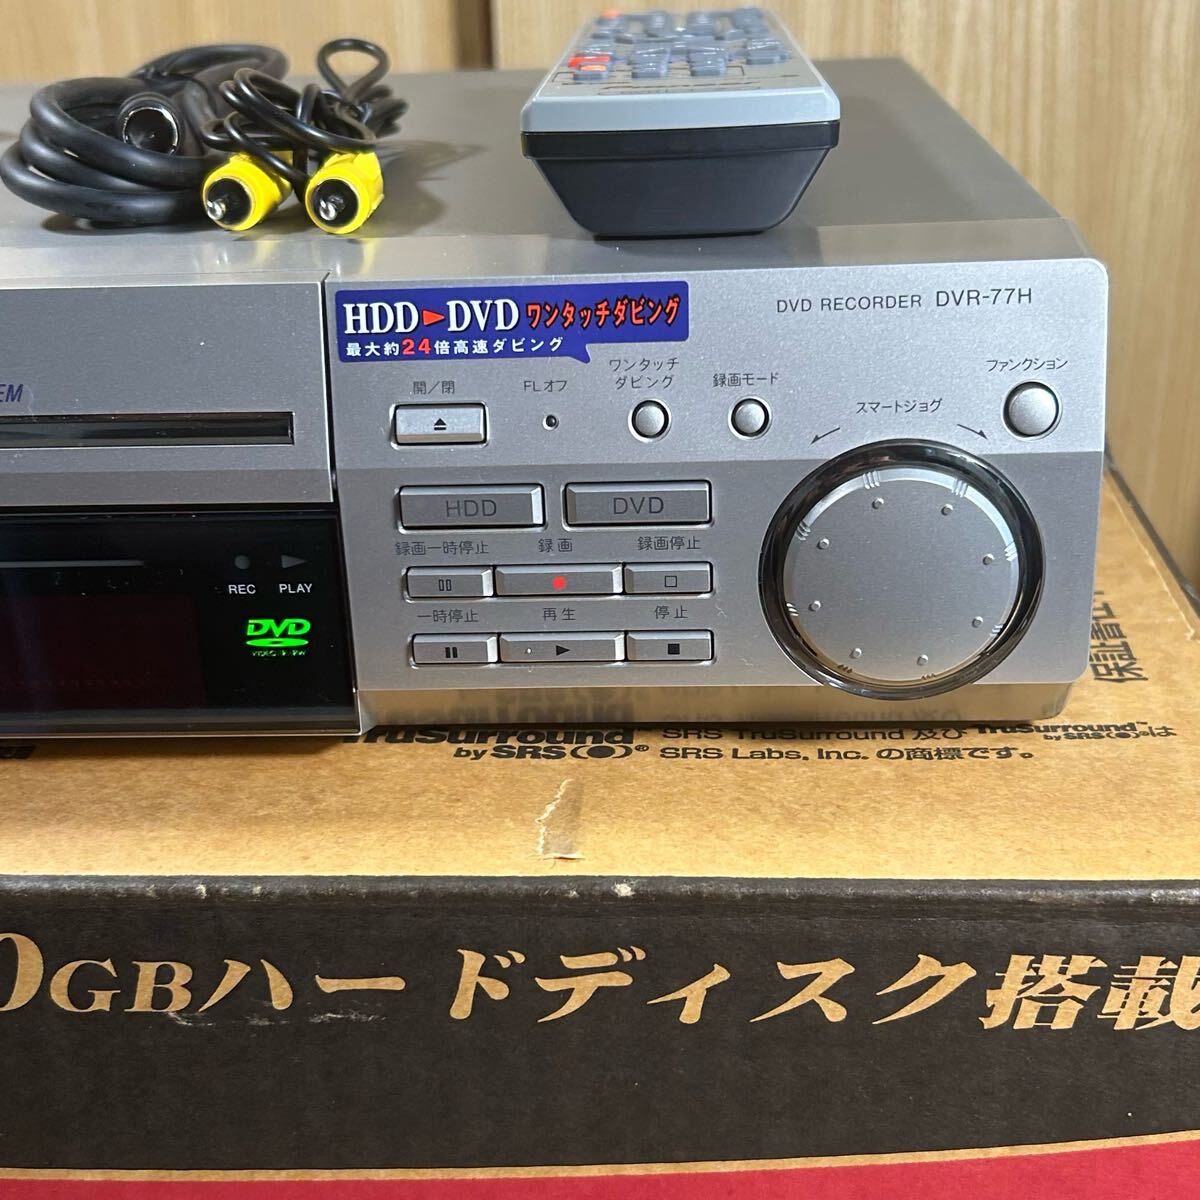 HDD▶DVD ワンタッチダビング
最大約24倍高速ダビング
DVD RECORDER DVR-77H
EM
開/閉
FLオフ
ワンタッチ
ダビング
録画モード
ファンクション
スマートジョグ
HDD
DVD
録画一時停止
録画
録画停止
一時停止
再生
停止
REC
PLAY
DVD
TruSurround
by SRS(●)®
SRS TruSurround 及び TruSurround™ by SRS(●)®は
SRS Labs, Inc. の商標です。
0GBハードディスク搭載